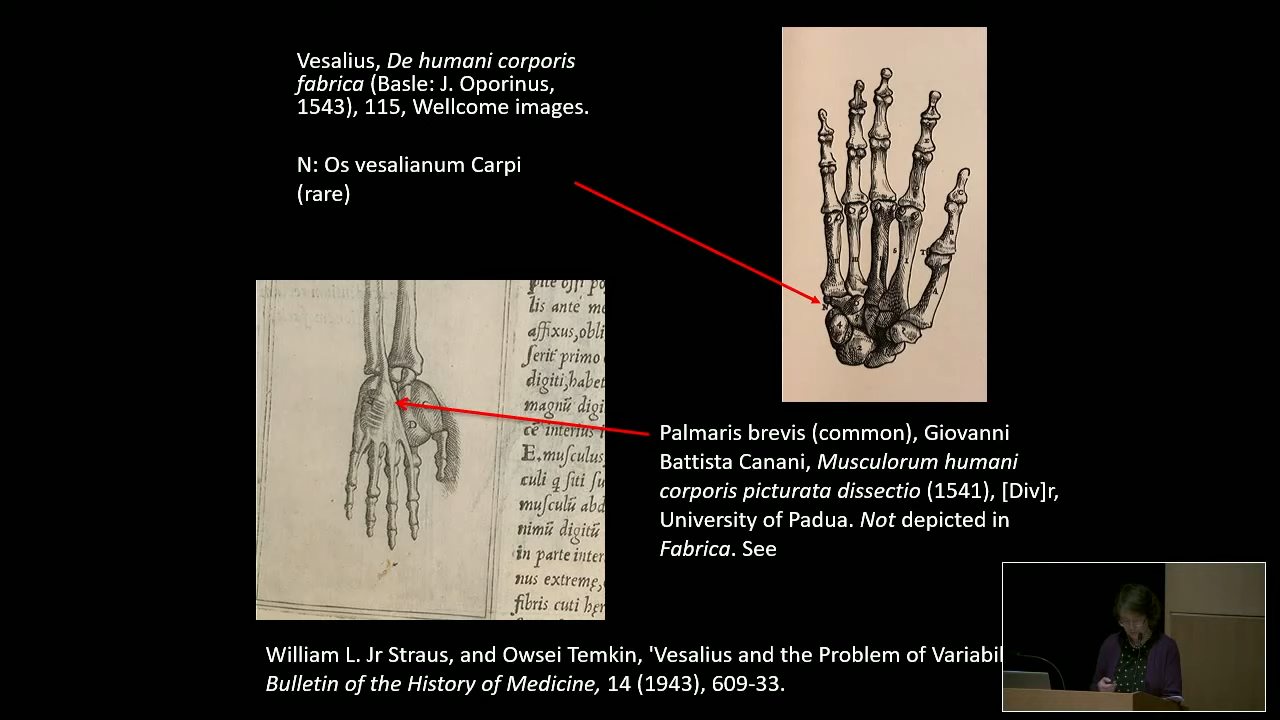 Vesalius, De humani corporis
fabrica (Basle: J. Oporinus,
1543), 115, Wellcome images.
N: Os vesalianum Carpi
(rare)
lis ante
affixus, obli
primo
digiti, habet
magnū digi
cē interius
E. musculus,
culi q̃ siti
musculū abd
nimū digitū
in parte inter
nus extreme,
fibris cuti
D
N
Palmaris brevis (common), Giovanni
Battista Canani, Musculorum humani
corporis picturata dissectio (1541), [Div]r,
University of Padua. Not depicted in
Fabrica. See
William L. Jr Straus, and Owsei Temkin, 'Vesalius and the Problem of Variabil
Bulletin of the History of Medicine, 14 (1943), 609-33.